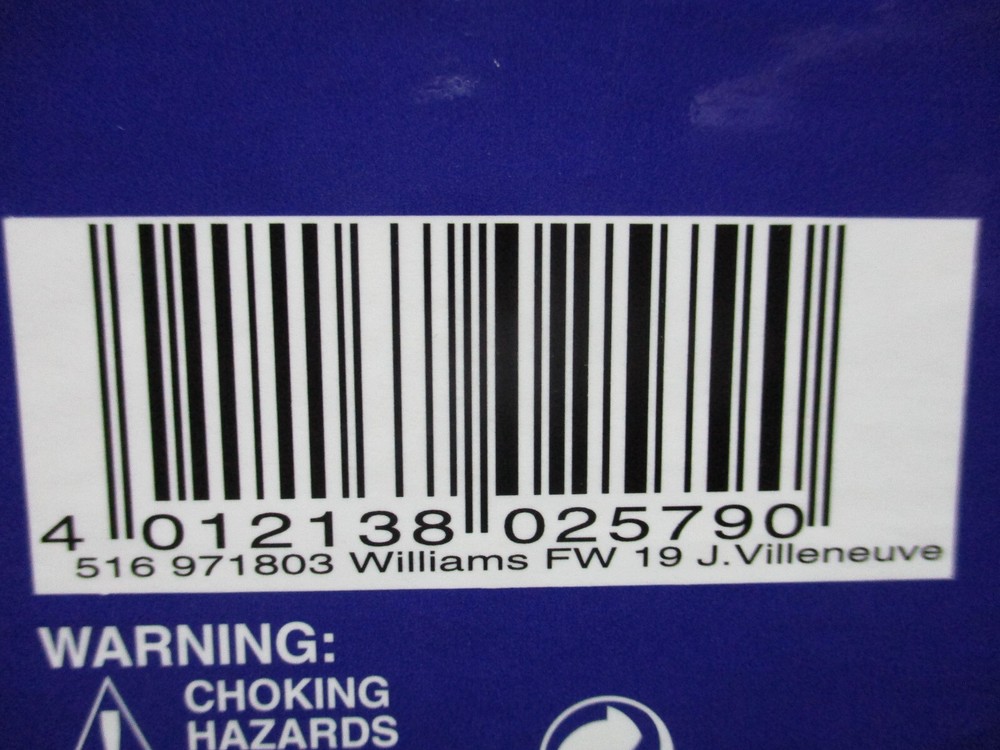 4 012138 025790
516 971803 Williams FW 19 J.Villeneuve
WARNING:
CHOKING
HAZARDS